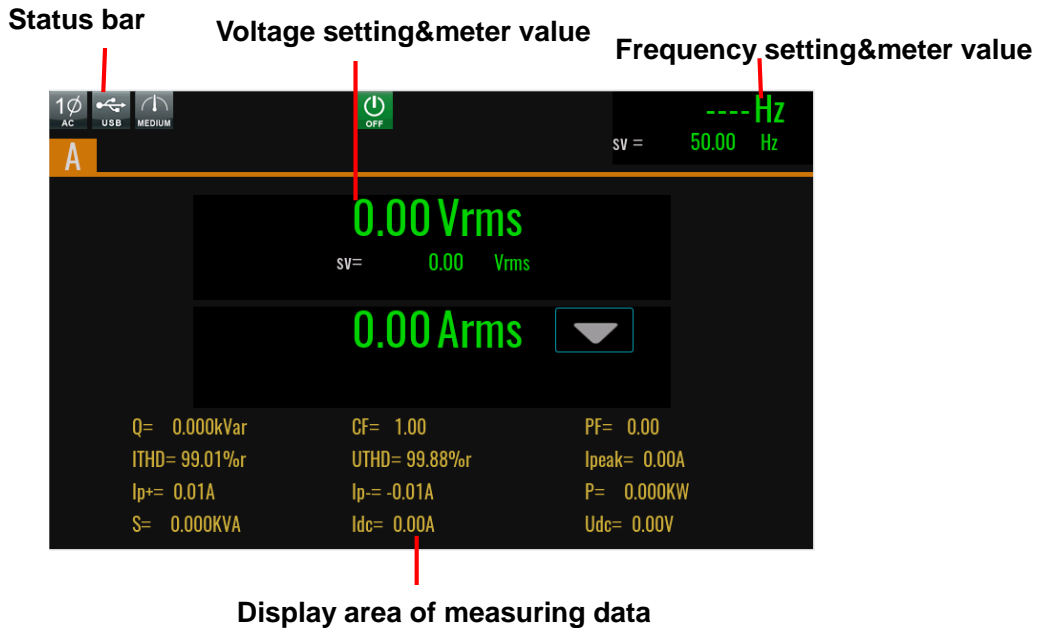 Status bar
Voltage setting&meter value
Frequency setting&meter value
1Ø AC USB MEDIUM OFF
---- Hz
sv = 50.00 Hz
A
0.00 Vrms
sv= 0.00 Vrms
0.00 Arms
Q= 0.000kVar CF= 1.00 PF= 0.00
ITHD= 99.01%r UTHD= 99.88%r Ipeak= 0.00A
Ip+= 0.01A Ip-= -0.01A P= 0.000KW
S= 0.000KVA Idc= 0.00A Udc= 0.00V
Display area of measuring data